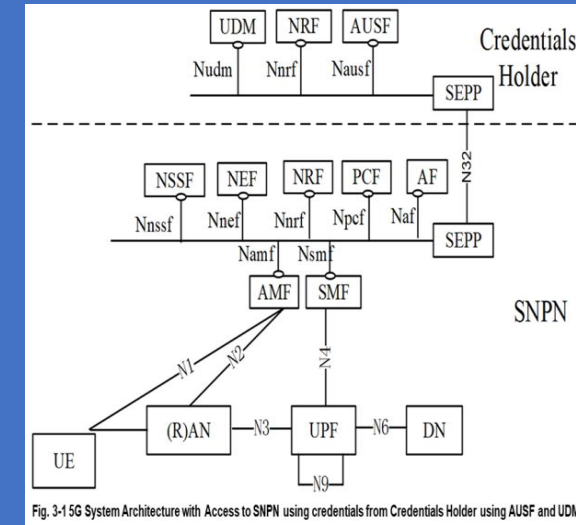 UDM NRF AUSF
Credentials
Holder
Nudm Nnrf Nausf
SEPP
N32
NSSF NEF NRF PCF AF
Nnssf Nnef Nnrf Npcf Naf
SEPP
Namf Nsmf
AMF SMF
SNPN
N1 N2 N4
(R)AN N3 UPF N6 DN
UE
N9
Fig. 3-1 5G System Architecture with Access to SNPN using credentials from Credentials Holder using AUSF and UDM